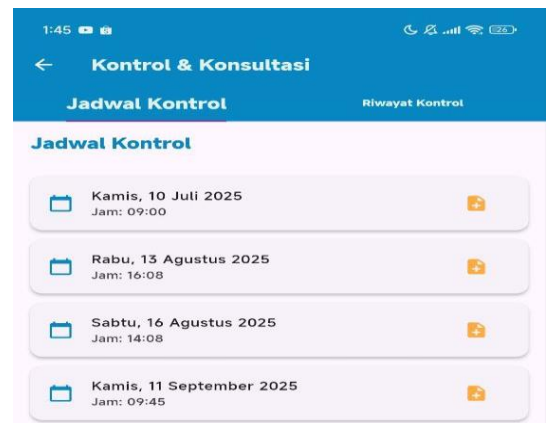 1:45
26
Kontrol & Konsultasi
Jadwal Kontrol
Riwayat Kontrol
Jadwal Kontrol
Kamis, 10 Juli 2025
Jam: 09:00
Rabu, 13 Agustus 2025
Jam: 16:08
Sabtu, 16 Agustus 2025
Jam: 14:08
Kamis, 11 September 2025
Jam: 09:45